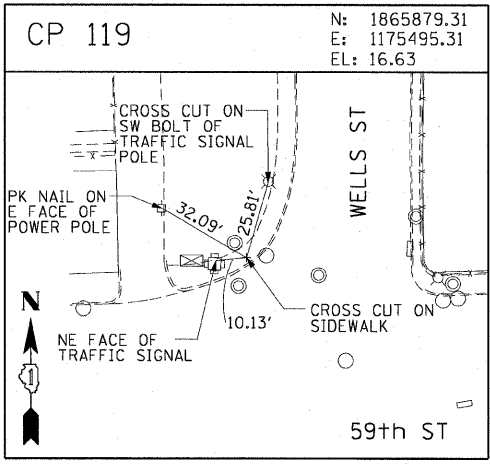 CP 119
N: 1865879.31
E: 1175495.31
EL: 16.63
CROSS CUT ON
SW BOLT OF
TRAFFIC SIGNAL
POLE
WELLS ST
PK NAIL ON
E FACE OF
POWER POLE
32.09'
25.81'
N
NE FACE OF
TRAFFIC SIGNAL
10.13'
CROSS CUT ON
SIDEWALK
1
59th ST